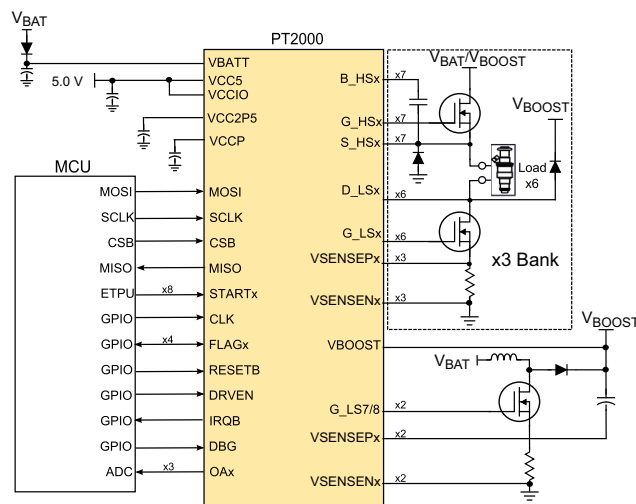 VBAT
PT2000
VBATT
5.0 V
VCC5
VCCIO
VCC2P5
VCCP
MCU
MOSI
MOSI
SCLK
SCLK
CSB
CSB
MISO
MISO
ETPU
x8
STARTx
GPIO
CLK
GPIO
x4
FLAGx
GPIO
RESETB
GPIO
DRVEN
GPIO
IRQB
GPIO
DBG
ADC
x3
OAx
VBAT/VBOOST
B_HSx
x7
G_HSx
x7
S_HSx
x7
VBOOST
Load
x6
D_LSx
x6
G_LSx
x6
VSENSEPx
x3
x3 Bank
VSENSENx
x3
VBOOST
VBOOST
VBAT
G_LS7/8
x2
VSENSEPx
x2
VSENSENx
x2